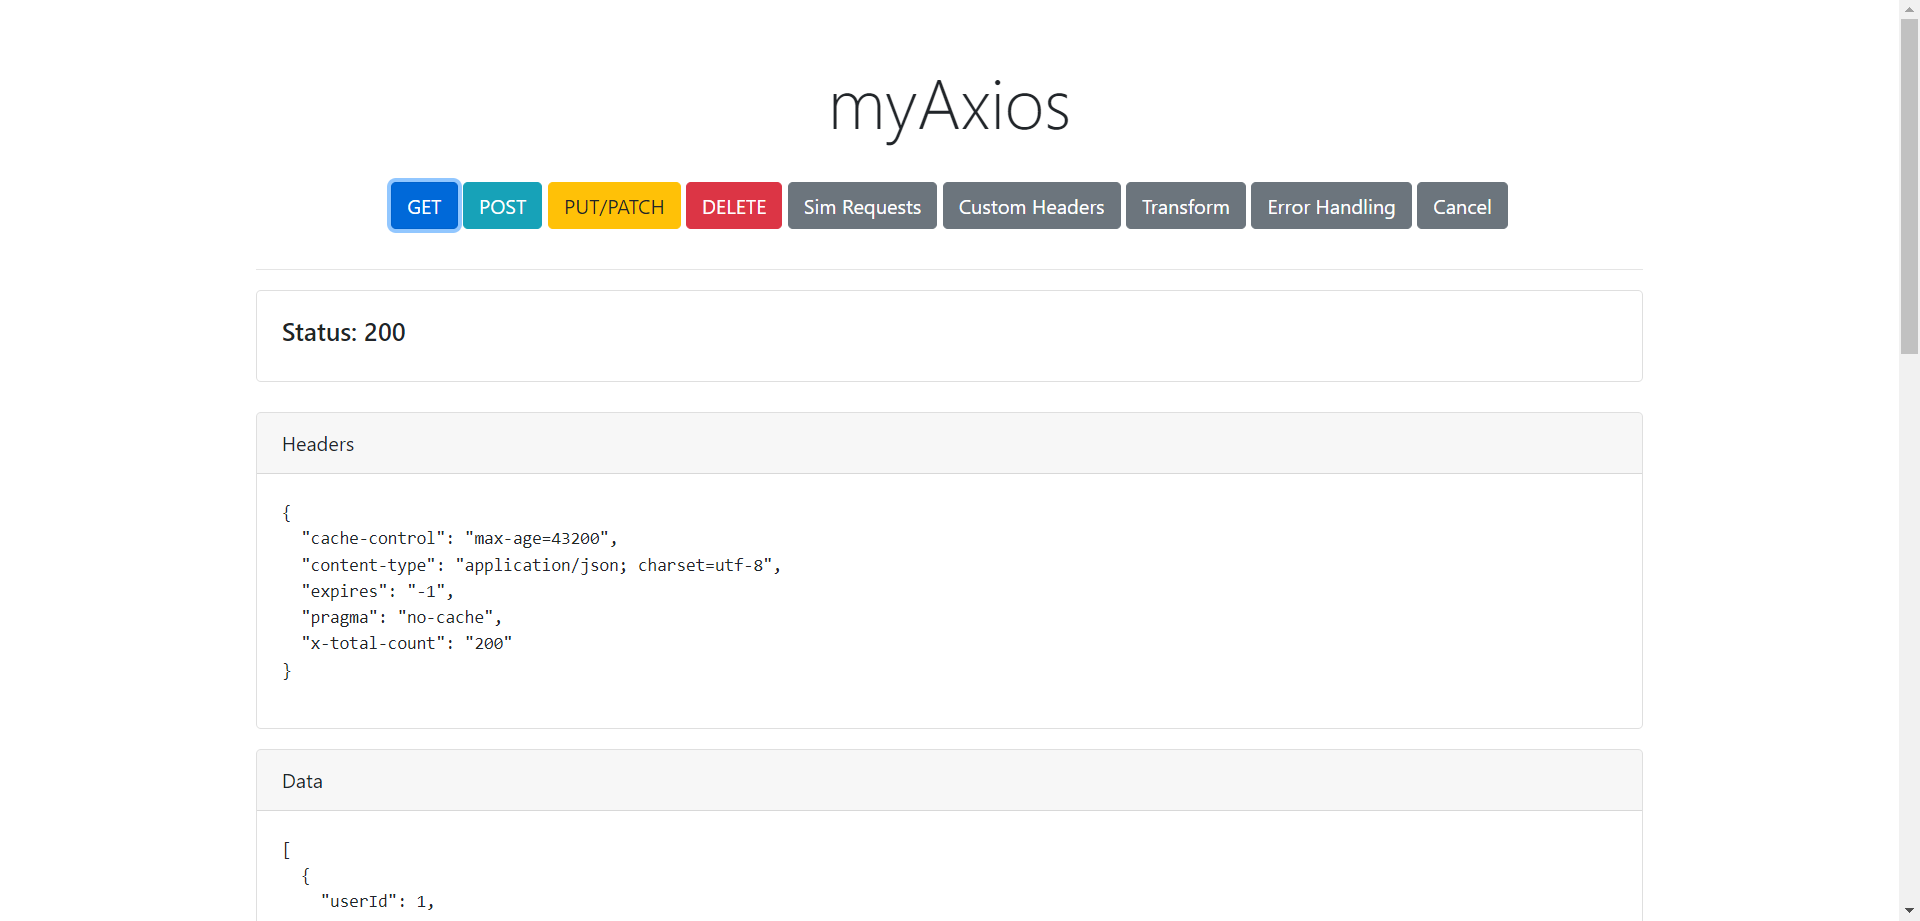 myAxios
GET POST PUT/PATCH DELETE Sim Requests Custom Headers Transform Error Handling Cancel
Status: 200
Headers
{
  "cache-control": "max-age=43200",
  "content-type": "application/json; charset=utf-8",
  "expires": "-1",
  "pragma": "no-cache",
  "x-total-count": "200"
}
Data
[
  {
    "userId": 1,